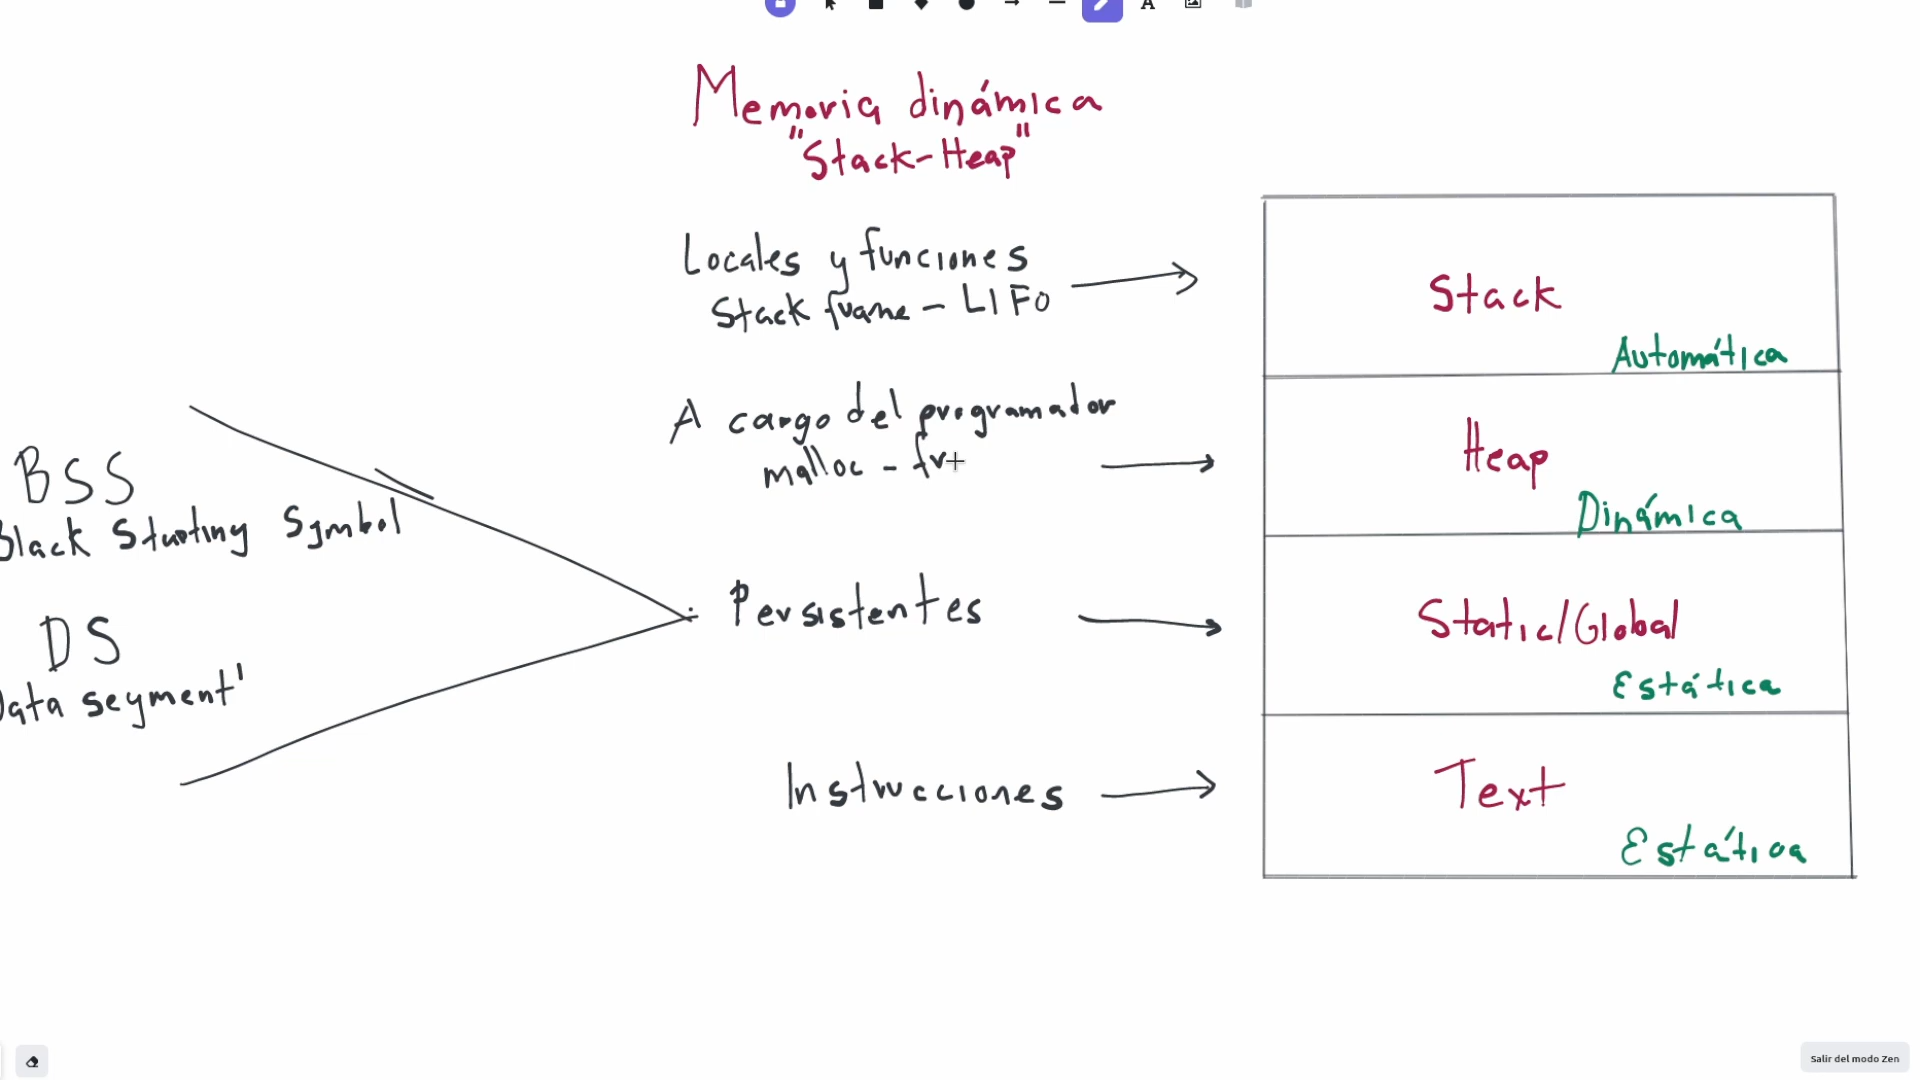 Memoria dinámica
"Stack-Heap"
Locales y funciones
Stack frame - LIFO
A cargo del programador
malloc - fr
Persistentes
Instrucciones
BSS
Black Starting Symbol
DS
Data segment'
Stack
Automática
Heap
Dinámica
Static/Global
Estática
Text
Estática
Salir del modo Zen